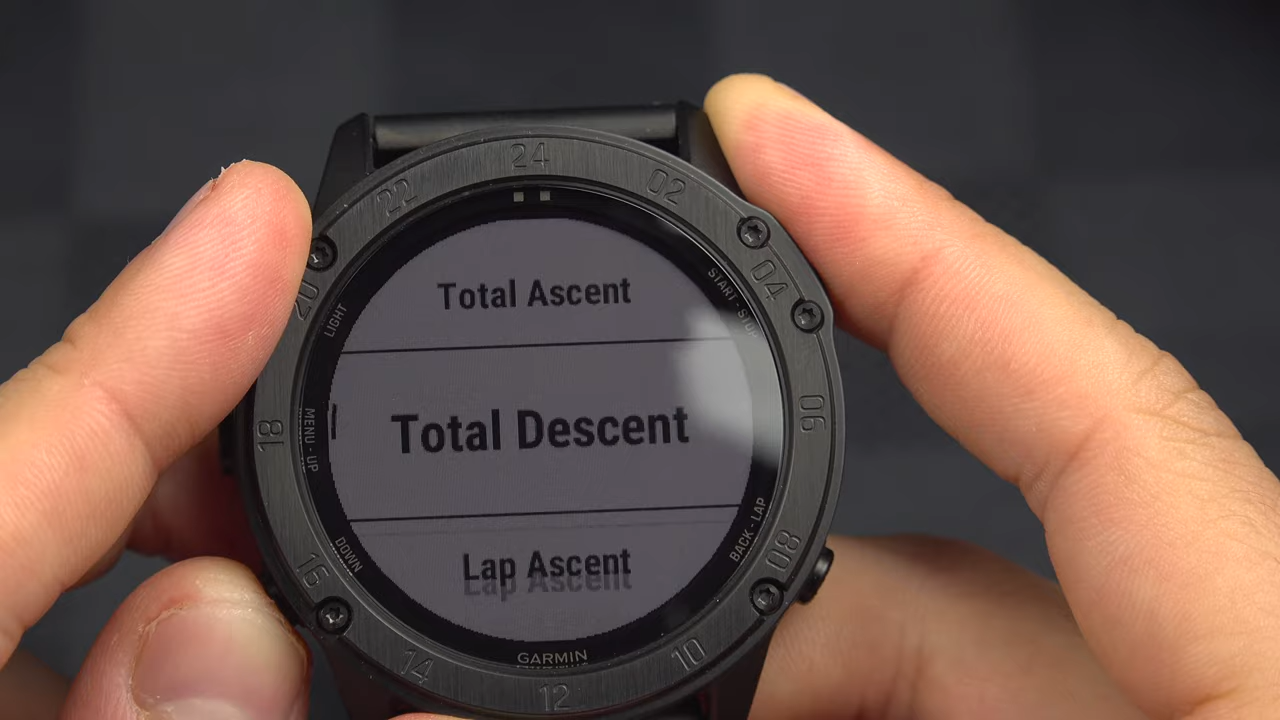 24
22
02
20
04
LIGHT
START - STOP
Total Ascent
Total Descent
Lap Ascent
18
MENU - UP
06
16
DOWN
BACK - LAP
08
14
GARMIN
10
12